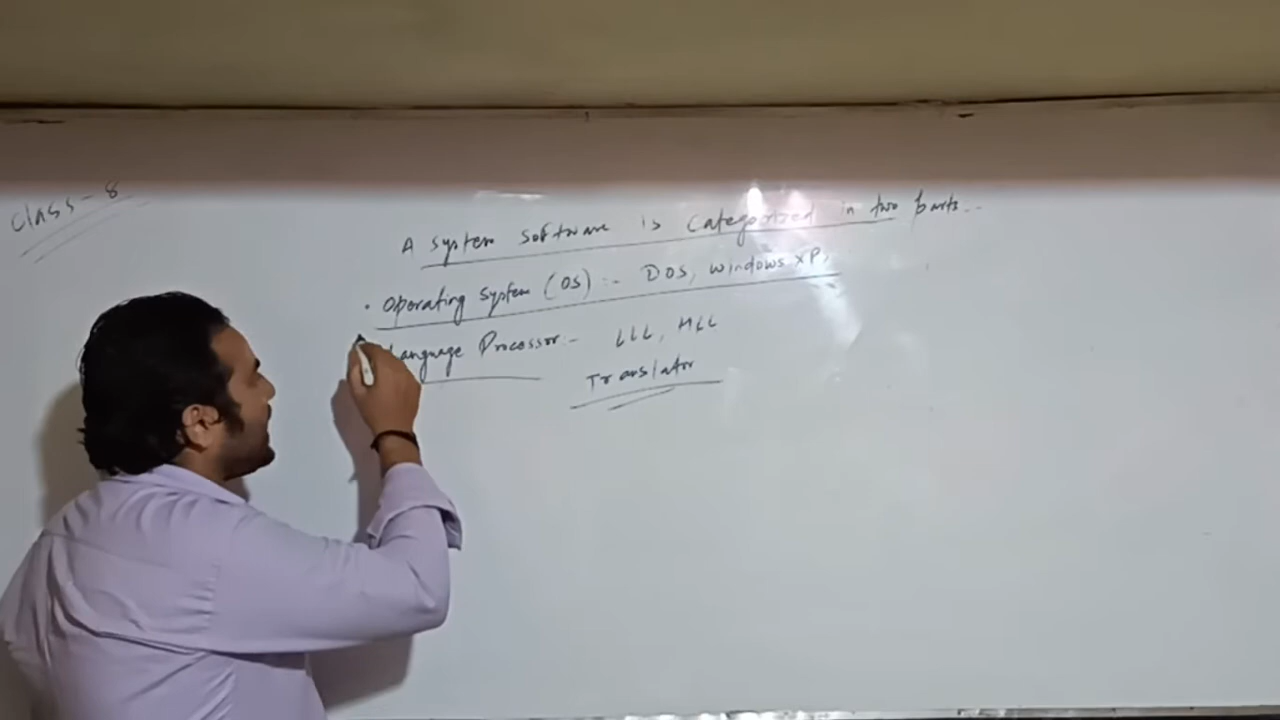 Class-8
A System Software is Categorized in two parts:-
• Operating System (OS):- DOS, Windows XP,
Language Processor:- LLL, HLL
Translator